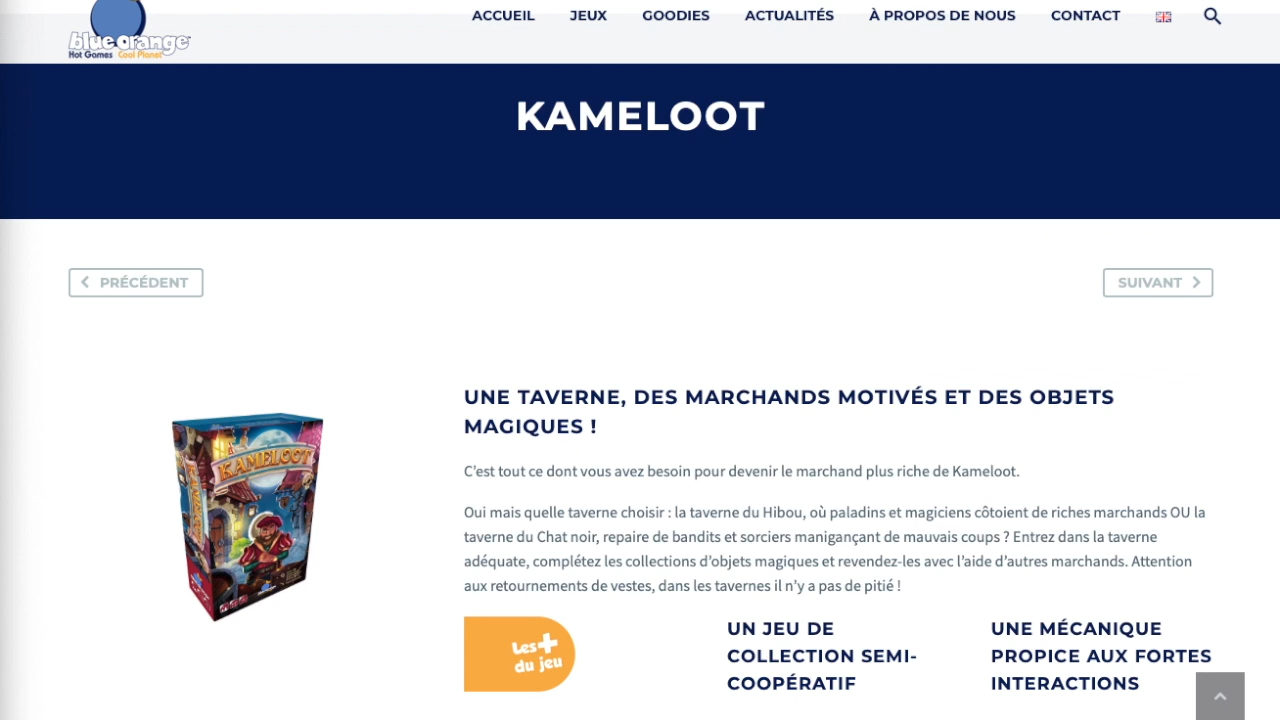 blue orange
Hot Games Cool Planet
ACCUEIL JEUX GOODIES ACTUALITÉS À PROPOS DE NOUS CONTACT
KAMELOOT
PRÉCÉDENT
SUIVANT
KAMELOOT
UNE TAVERNE, DES MARCHANDS MOTIVÉS ET DES OBJETS
MAGIQUES !
C’est tout ce dont vous avez besoin pour devenir le marchand plus riche de Kameloot.
Oui mais quelle taverne choisir : la taverne du Hibou, où paladins et magiciens côtoient de riches marchands OU la
taverne du Chat noir, repaire de bandits et sorciers manigançant de mauvais coups ? Entrez dans la taverne
adéquate, complétez les collections d’objets magiques et revendez-les avec l’aide d’autres marchands. Attention
aux retournements de vestes, dans les tavernes il n’y a pas de pitié !
Les +
du jeu
UN JEU DE
COLLECTION SEMI-
COOPÉRATIF
UNE MÉCANIQUE
PROPICE AUX FORTES
INTERACTIONS